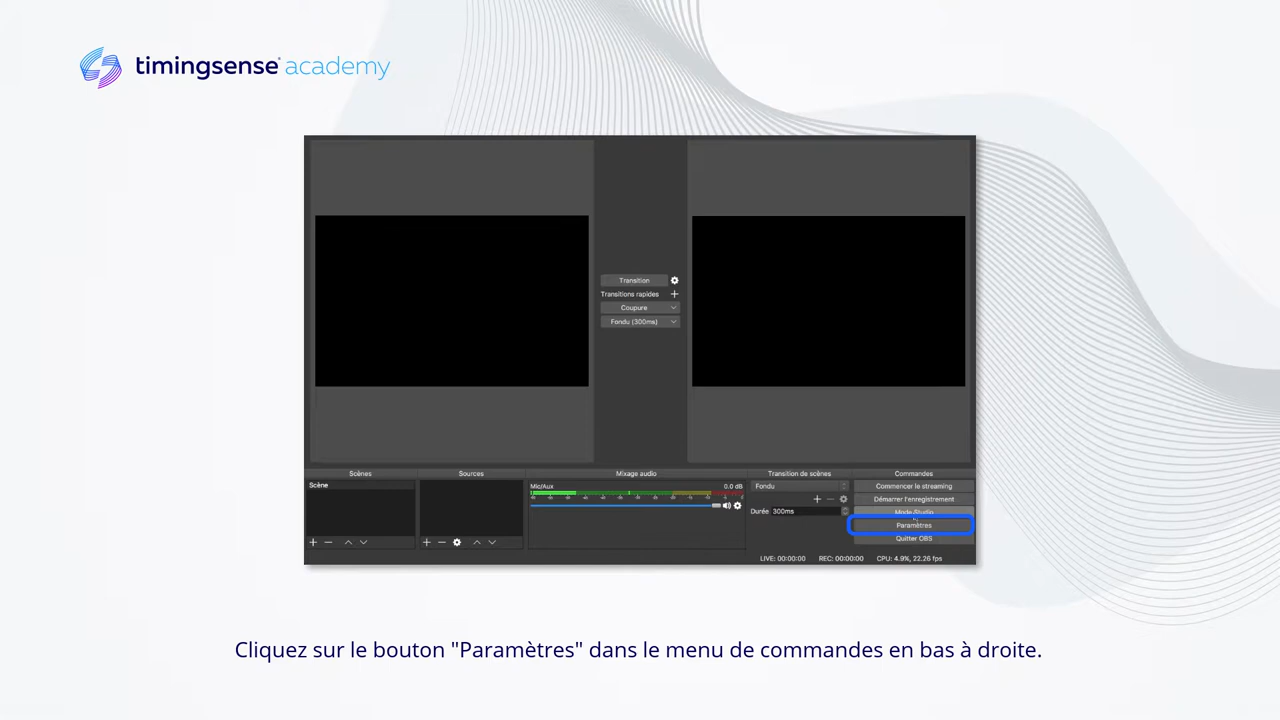 timingsense® academy
Transition
Transitions rapides
Coupure
Fondu (300ms)
Scènes
Scène
Sources
Mixage audio
Mic/Aux 0.0 dB
Transition de scènes
Fondu
Durée 300ms
Commandes
Commencer le streaming
Démarrer l'enregistrement
Mode Studio
Paramètres
Quitter OBS
LIVE: 00:00:00 REC: 00:00:00 CPU: 4.9%, 22.26 fps
Cliquez sur le bouton "Paramètres" dans le menu de commandes en bas à droite.